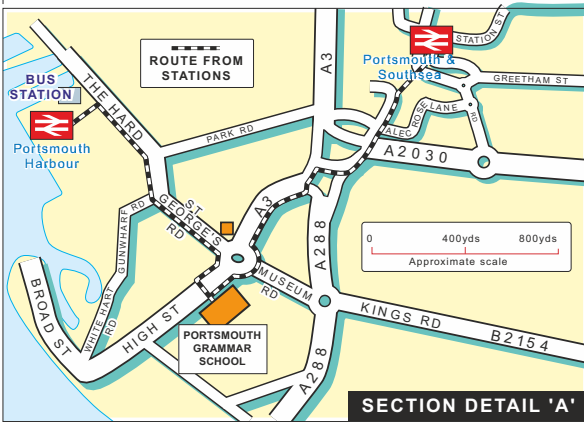 ROUTE FROM
STATIONS
A3
STATION ST
Portsmouth &
Southsea
GREETHAM ST
BUS
STATION
THE HARD
Portsmouth
Harbour
PARK RD
ALEC ROSE LANE
RD
A2030
ST
GEORGE'S
RD
A3
GUNWHARF RD
A288
0 400yds 800yds
Approximate scale
MUSEUM
RD
BROAD ST
WHITE HART
RD
HIGH ST
KINGS RD
B2154
PORTSMOUTH
GRAMMAR
SCHOOL
A288
SECTION DETAIL 'A'